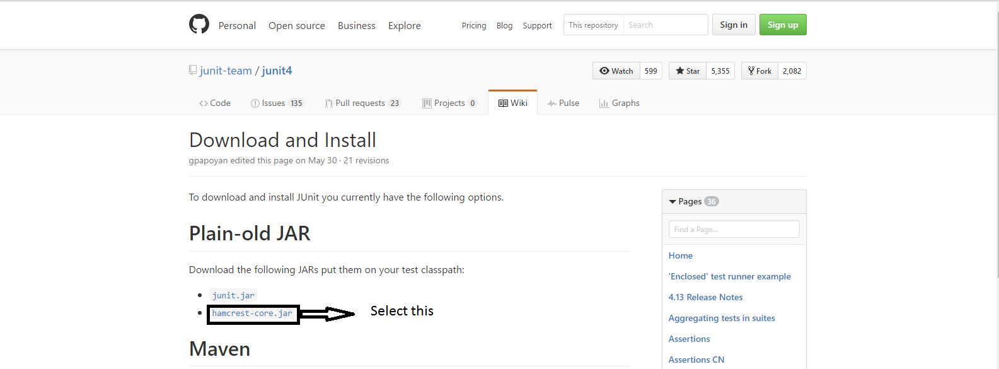 Personal Open source Business Explore Pricing Blog Support This repository Search Sign in Sign up
junit-team / junit4 Watch 599 Star 5,355 Fork 2,082
Code Issues 135 Pull requests 23 Projects 0 Wiki Pulse Graphs
Download and Install
gpapoyan edited this page on May 30 · 21 revisions
To download and install JUnit you currently have the following options.
Plain-old JAR
Download the following JARs put them on your test classpath:
junit.jar
hamcrest-core.jar Select this
Maven
Pages 36
Find a Page...
Home
'Enclosed' test runner example
4.13 Release Notes
Aggregating tests in suites
Assertions
Assertions CN